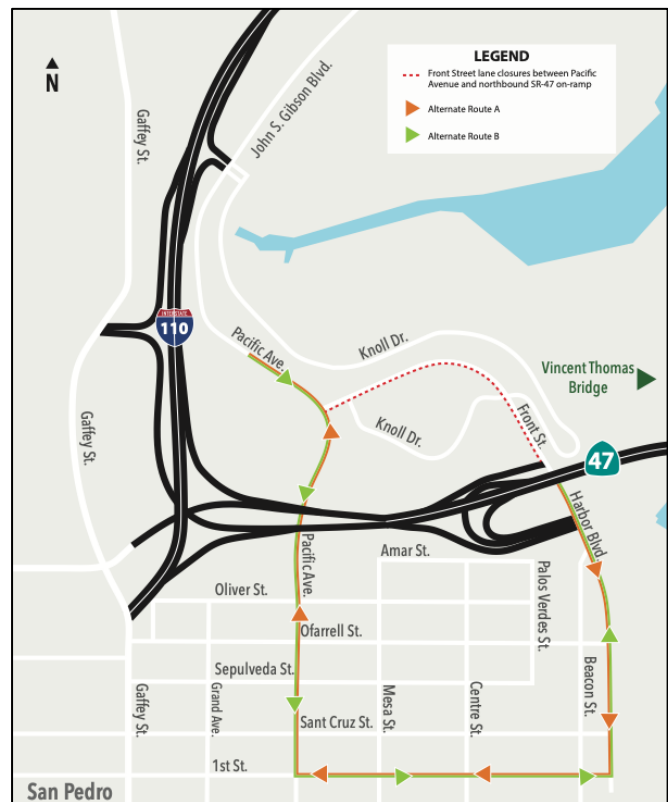 N
LEGEND
Front Street lane closures between Pacific
Avenue and northbound SR-47 on-ramp
Alternate Route A
Alternate Route B
Gaffey St.
John S. Gibson Blvd.
INTERSTATE
110
Pacific Ave.
Knoll Dr.
Vincent Thomas
Bridge
Gaffey St.
Knoll Dr.
Front St.
47
Harbor Blvd.
Pacific Ave.
Amar St.
Palos Verdes St.
Oliver St.
Ofarrell St.
Sepulveda St.
Gaffey St.
Grand Ave.
Mesa St.
Centre St.
Beacon St.
Sant Cruz St.
1st St.
San Pedro